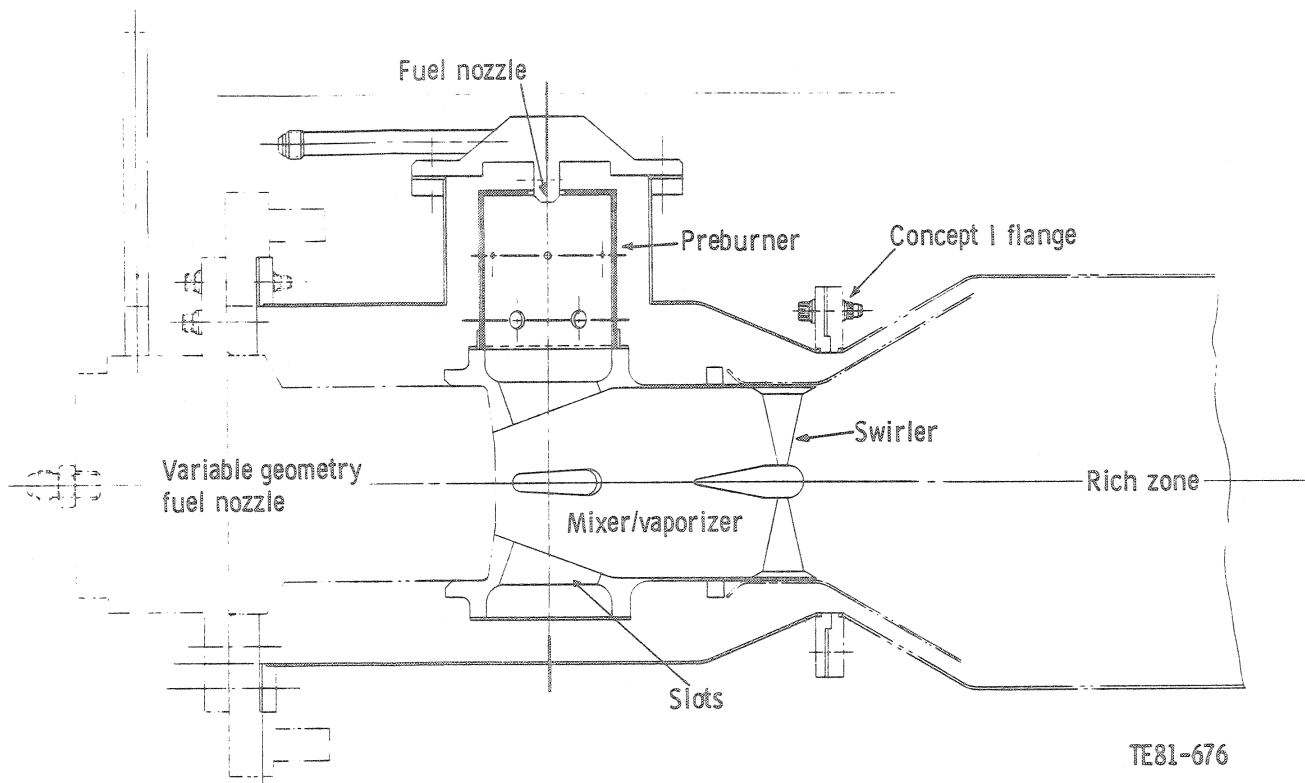 Fuel nozzle
Preburner
Concept I flange
Swirler
Variable geometry
fuel nozzle
Rich zone
Mixer/vaporizer
Slots
TE81-676